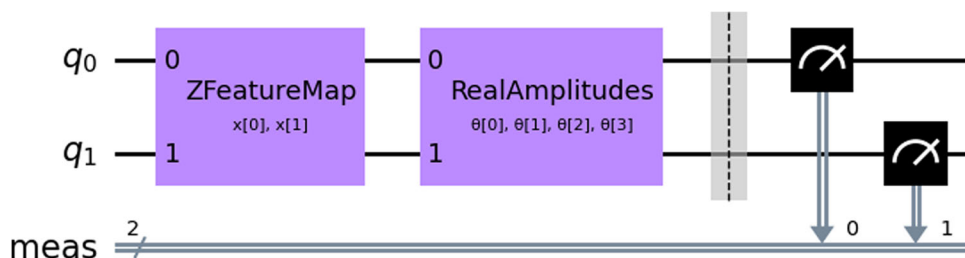 q0 0 ZFeatureMap 0 RealAmplitudes
x[0], x[1] θ[0], θ[1], θ[2], θ[3]
q1 1 1
meas 2 0 1